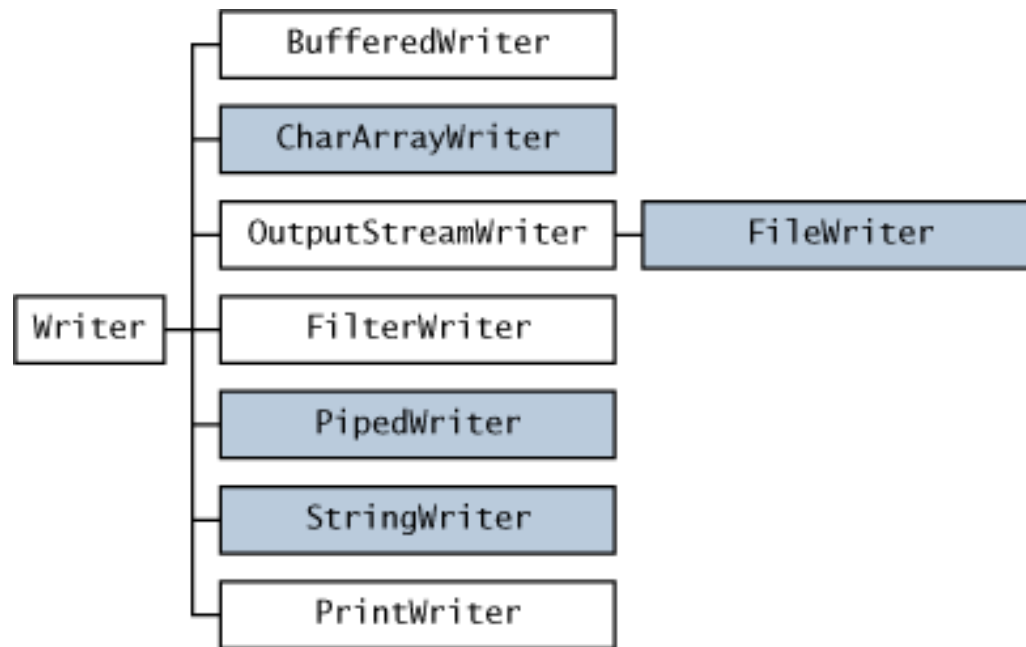 BufferedWriter
CharArrayWriter
OutputStreamWriter
FileWriter
Writer
FilterWriter
PipedWriter
StringWriter
PrintWriter